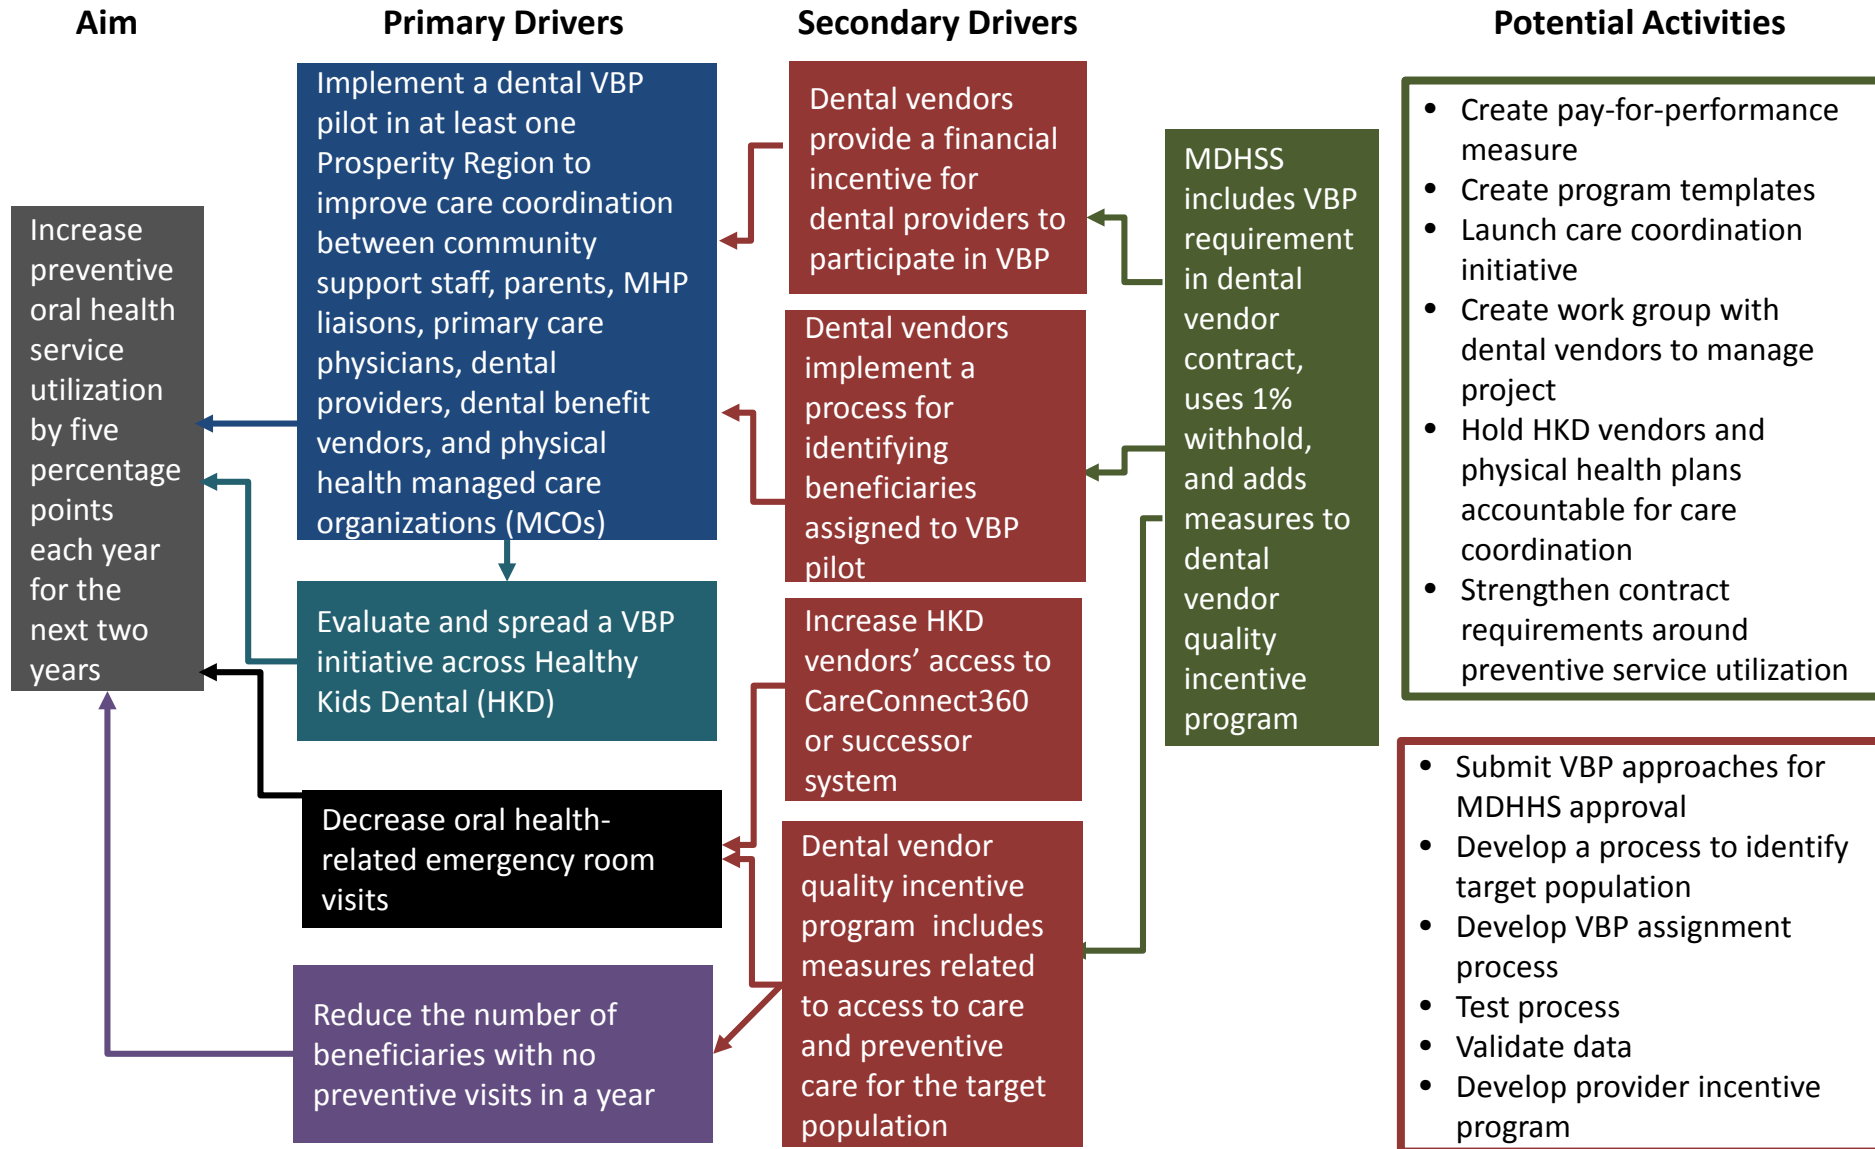 Aim
Primary Drivers
Secondary Drivers
Potential Activities
Increase
preventive
oral health
service
utilization
by five
percentage
points
each year
for the
next two
years
Implement a dental VBP
pilot in at least one
Prosperity Region to
improve care coordination
between community
support staff, parents, MHP
liaisons, primary care
physicians, dental
providers, dental benefit
vendors, and physical
health managed care
organizations (MCOs)
Evaluate and spread a VBP
initiative across Healthy
Kids Dental (HKD)
Decrease oral health-
related emergency room
visits
Reduce the number of
beneficiaries with no
preventive visits in a year
Dental vendors
provide a financial
incentive for
dental providers to
participate in VBP
Dental vendors
implement a
process for
identifying
beneficiaries
assigned to VBP
pilot
Increase HKD
vendors’ access to
CareConnect360
or successor
system
Dental vendor
quality incentive
program includes
measures related
to access to care
and preventive
care for the target
population
MDHSS
includes VBP
requirement
in dental
vendor
contract,
uses 1%
withhold,
and adds
measures to
dental
vendor
quality
incentive
program
• Create pay-for-performance
measure
• Create program templates
• Launch care coordination
initiative
• Create work group with
dental vendors to manage
project
• Hold HKD vendors and
physical health plans
accountable for care
coordination
• Strengthen contract
requirements around
preventive service utilization
• Submit VBP approaches for
MDHHS approval
• Develop a process to identify
target population
• Develop VBP assignment
process
• Test process
• Validate data
• Develop provider incentive
program